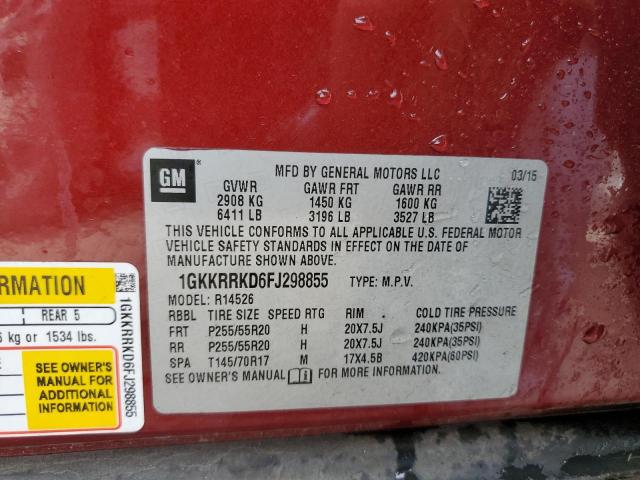 GM
MFD BY GENERAL MOTORS LLC
03/15
GVWR GAWR FRT GAWR RR
2908 KG 1450 KG 1600 KG
6411 LB 3196 LB 3527 LB
THIS VEHICLE CONFORMS TO ALL APPLICABLE U.S. FEDERAL MOTOR
VEHICLE SAFETY STANDARDS IN EFFECT ON THE DATE OF
MANUFACTURE SHOWN ABOVE.
1GKKRRKD6FJ298855 TYPE: M.P.V.
MODEL: R14526
RBBL TIRE SIZE SPEED RTG RIM COLD TIRE PRESSURE
FRT P255/55R20 H 20X7.5J 240KPA(35PSI)
RR P255/55R20 H 20X7.5J 240KPA(35PSI)
SPA T145/70R17 M 17X4.5B 420KPA(60PSI)
SEE OWNER'S MANUAL FOR MORE INFORMATION.
REAR 5
kg or 1534 lbs.
SEE OWNER'S
MANUAL FOR
ADDITIONAL
INFORMATION
1GKKRRKD6FJ298855